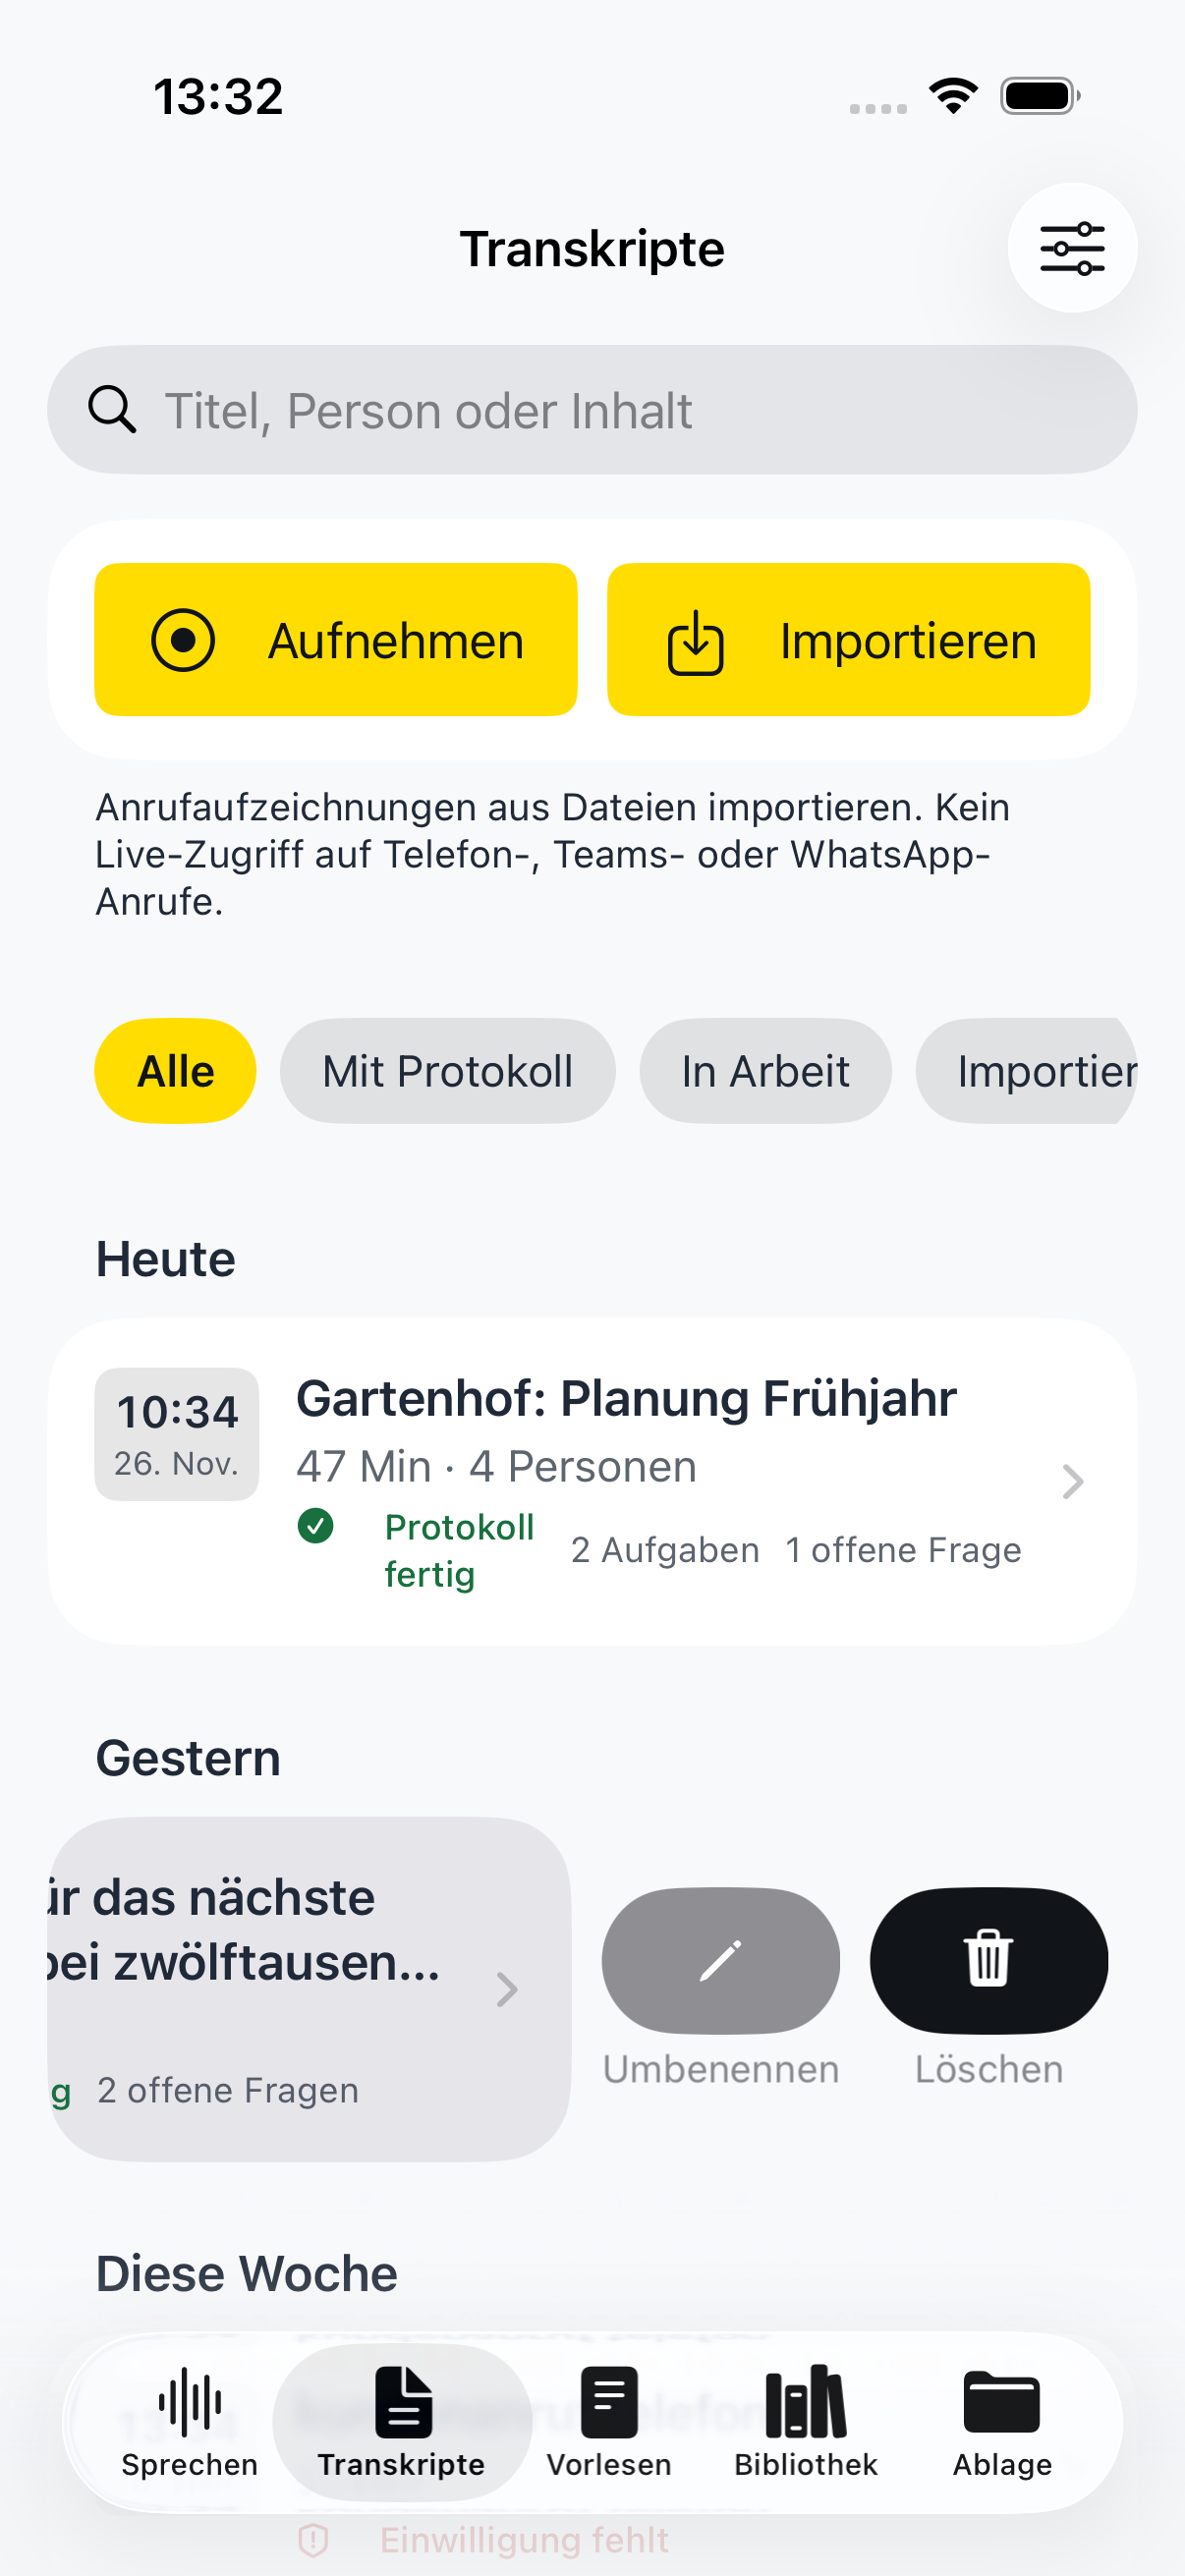 13:32
Transkripte
Titel, Person oder Inhalt
Aufnehmen
Importieren
Anrufaufzeichnungen aus Dateien importieren. Kein
Live-Zugriff auf Telefon-, Teams- oder WhatsApp-
Anrufe.
Alle
Mit Protokoll
In Arbeit
Importier
Heute
10:34
26. Nov.
Gartenhof: Planung Frühjahr
47 Min · 4 Personen
Protokoll
fertig
2 Aufgaben
1 offene Frage
Gestern
ür das nächste
bei zwölftausen...
g
2 offene Fragen
Umbenennen
Löschen
Diese Woche
Sprechen
Transkripte
Vorlesen
Bibliothek
Ablage
Einwilligung fehlt